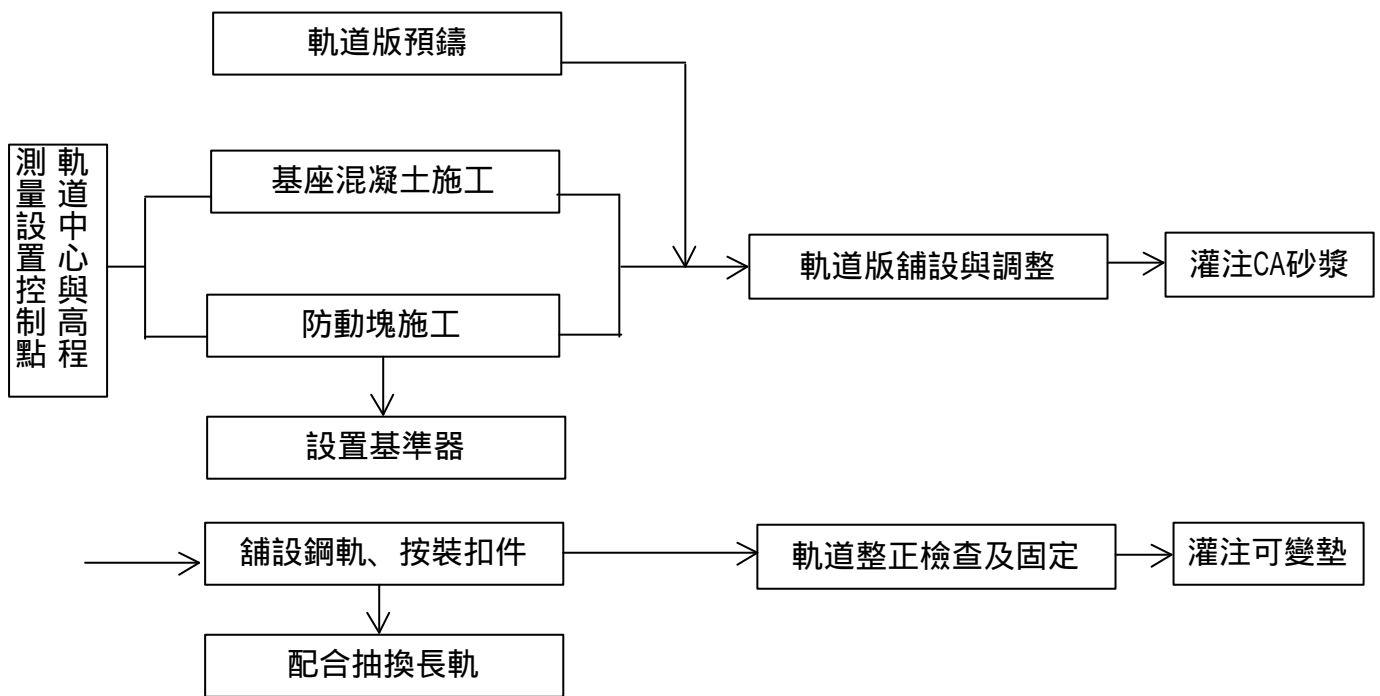 軌道版預鑄
軌道中心與高程
測量設置控制點
基座混凝土施工
防動塊施工
軌道版舖設與調整
灌注CA砂漿
設置基準器
舖設鋼軌、按裝扣件
軌道整正檢查及固定
灌注可變墊
配合抽換長軌